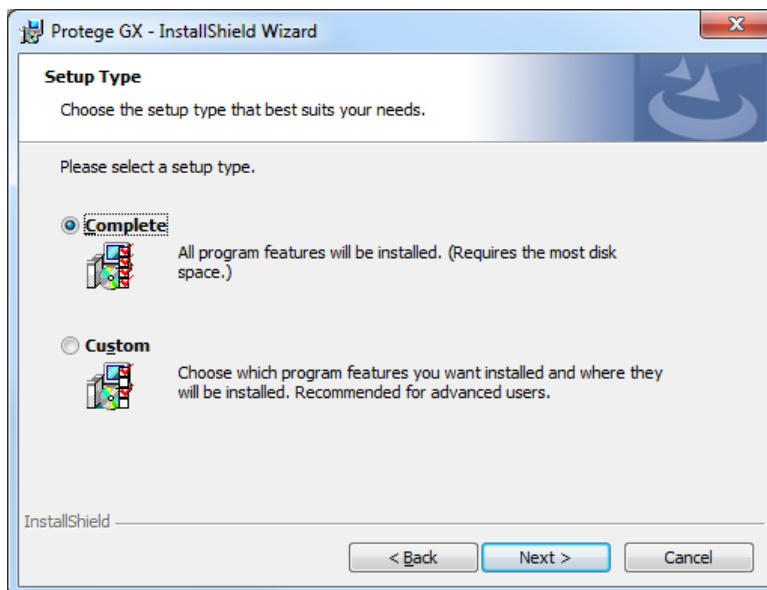 Protege GX - InstallShield Wizard
Setup Type
Choose the setup type that best suits your needs.
Please select a setup type.
Complete
All program features will be installed. (Requires the most disk
space.)
Custom
Choose which program features you want installed and where they
will be installed. Recommended for advanced users.
InstallShield
< Back
Next >
Cancel